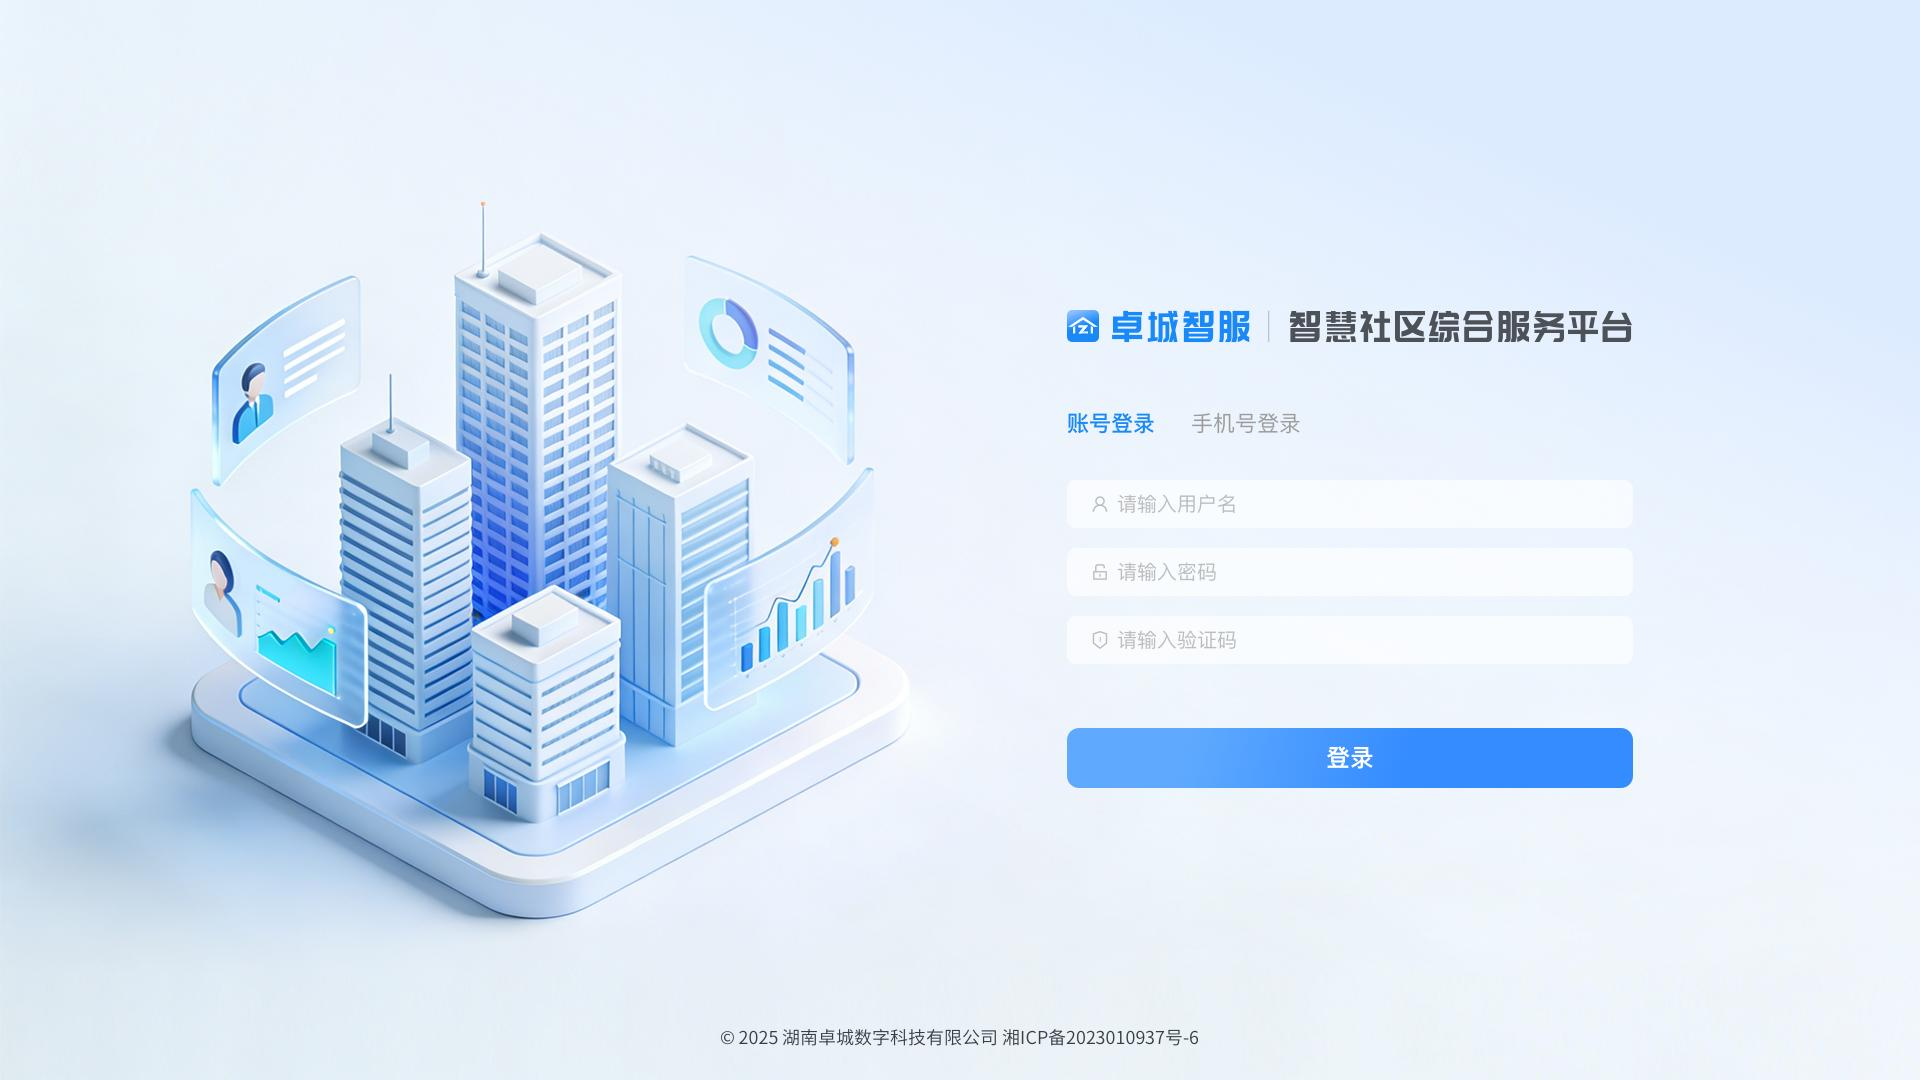 卓城智服 智慧社区综合服务平台
账号登录 手机号登录
请输入用户名
请输入密码
请输入验证码
登录
© 2025 湖南卓城数字科技有限公司 湘ICP备2023010937号-6